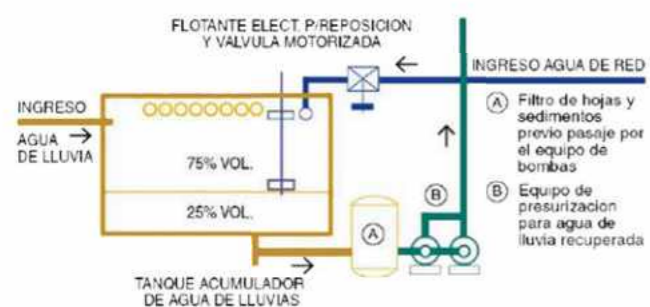 FLOTANTE ELECT. P/REPOSICION
Y VALVULA MOTORIZADA
INGRESO AGUA DE RED
INGRESO
AGUA
DE LLUVIA
75% VOL.
25% VOL.
A
B
TANQUE ACUMULADOR
DE AGUA DE LLUVIAS
A Filtro de hojas y
sedimentos
previo pasaje por
el equipo de
bombas
B Equipo de
presurizacion
para agua de
lluvia recuperada